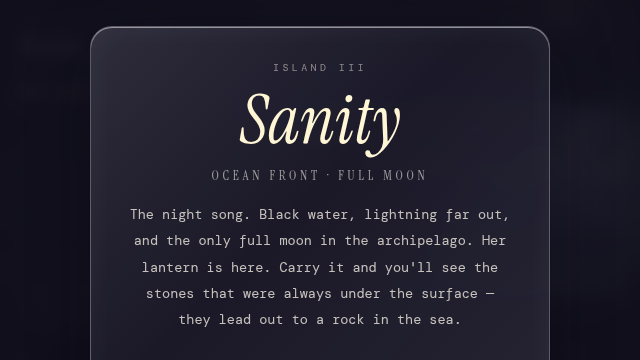 ISLAND III
Sanity
OCEAN FRONT · FULL MOON
The night song. Black water, lightning far out,
and the only full moon in the archipelago. Her
lantern is here. Carry it and you'll see the
stones that were always under the surface —
they lead out to a rock in the sea.